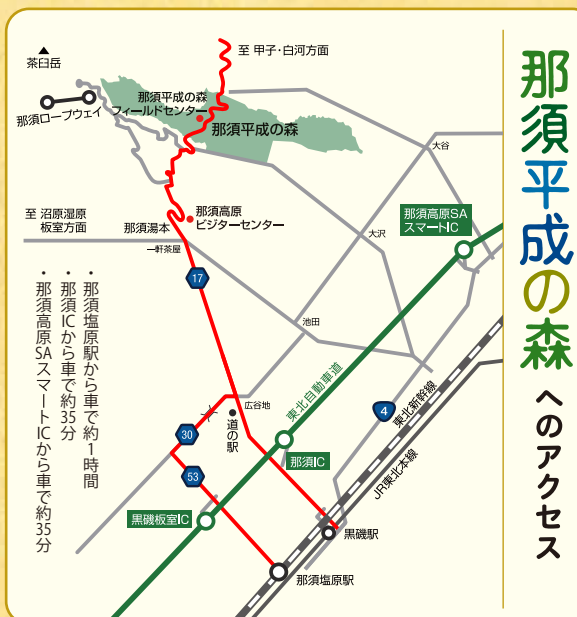 那須平成の森
へのアクセス
至 甲子・白河方面
茶臼岳
那須ロープウェイ
那須平成の森
フィールドセンター
那須平成の森
大谷
那須高原
ビジターセンター
那須高原SA
スマートIC
至 沼原湿原
板室方面
那須湯本
大沢
一軒茶屋
17
池田
東北自動車道
広谷地
道の駅
4
東北新幹線
30
那須IC
JR東北本線
53
黒磯板室IC
黒磯駅
那須塩原駅
・那須塩原駅から車で約1時間
・那須ICから車で約35分
・那須高原SAスマートICから車で約35分